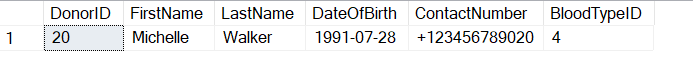 DonorID FirstName LastName DateOfBirth ContactNumber BloodTypeID
1 20 Michelle Walker 1991-07-28 +123456789020 4